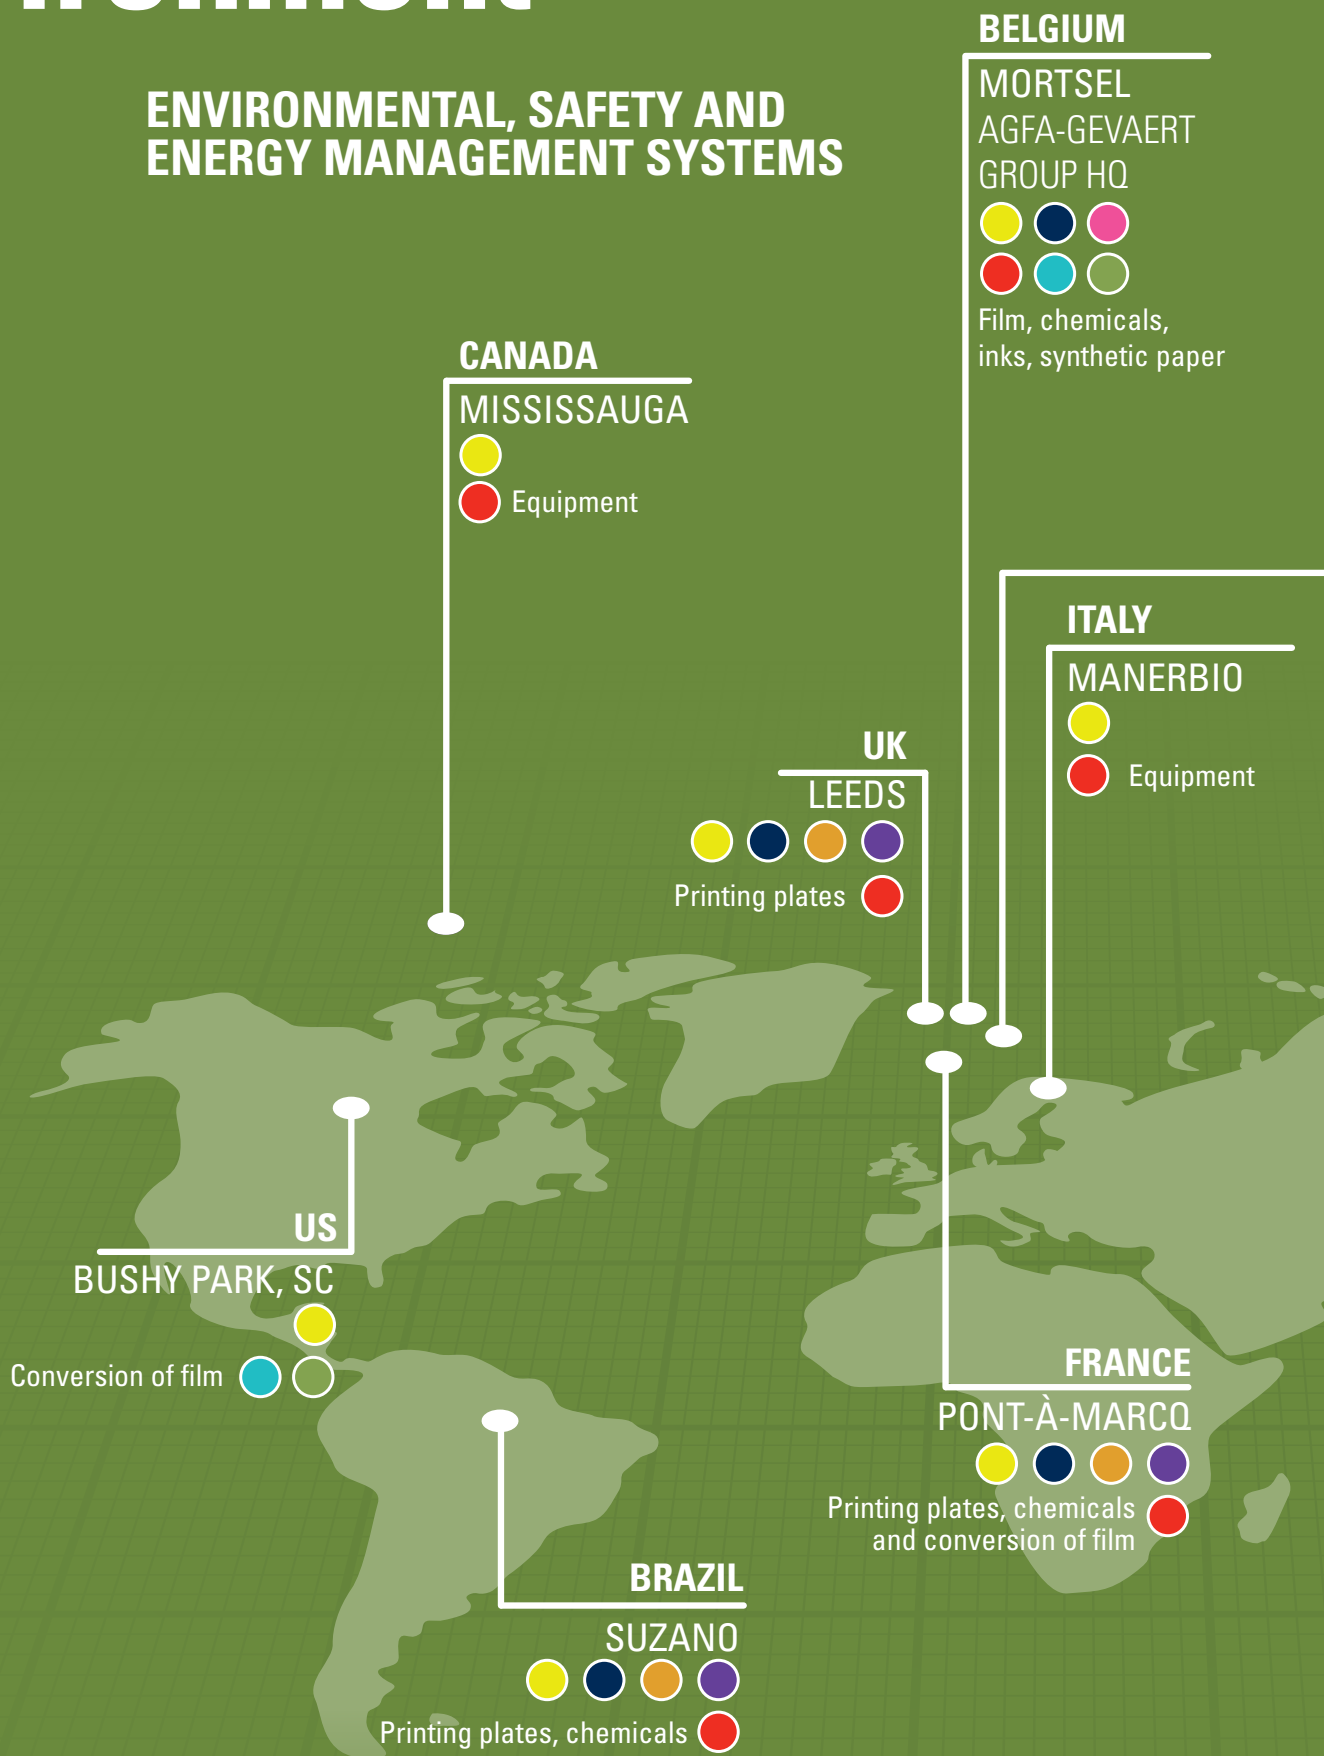 ENVIRONMENTAL, SAFETY AND
ENERGY MANAGEMENT SYSTEMS
BELGIUM
MORTSEL
AGFA-GEVAERT
GROUP HQ
Film, chemicals,
inks, synthetic paper
CANADA
MISSISSAUGA
Equipment
ITALY
MANERBIO
Equipment
UK
LEEDS
Printing plates
US
BUSHY PARK, SC
Conversion of film
FRANCE
PONT-À-MARCQ
Printing plates, chemicals
and conversion of film
BRAZIL
SUZANO
Printing plates, chemicals